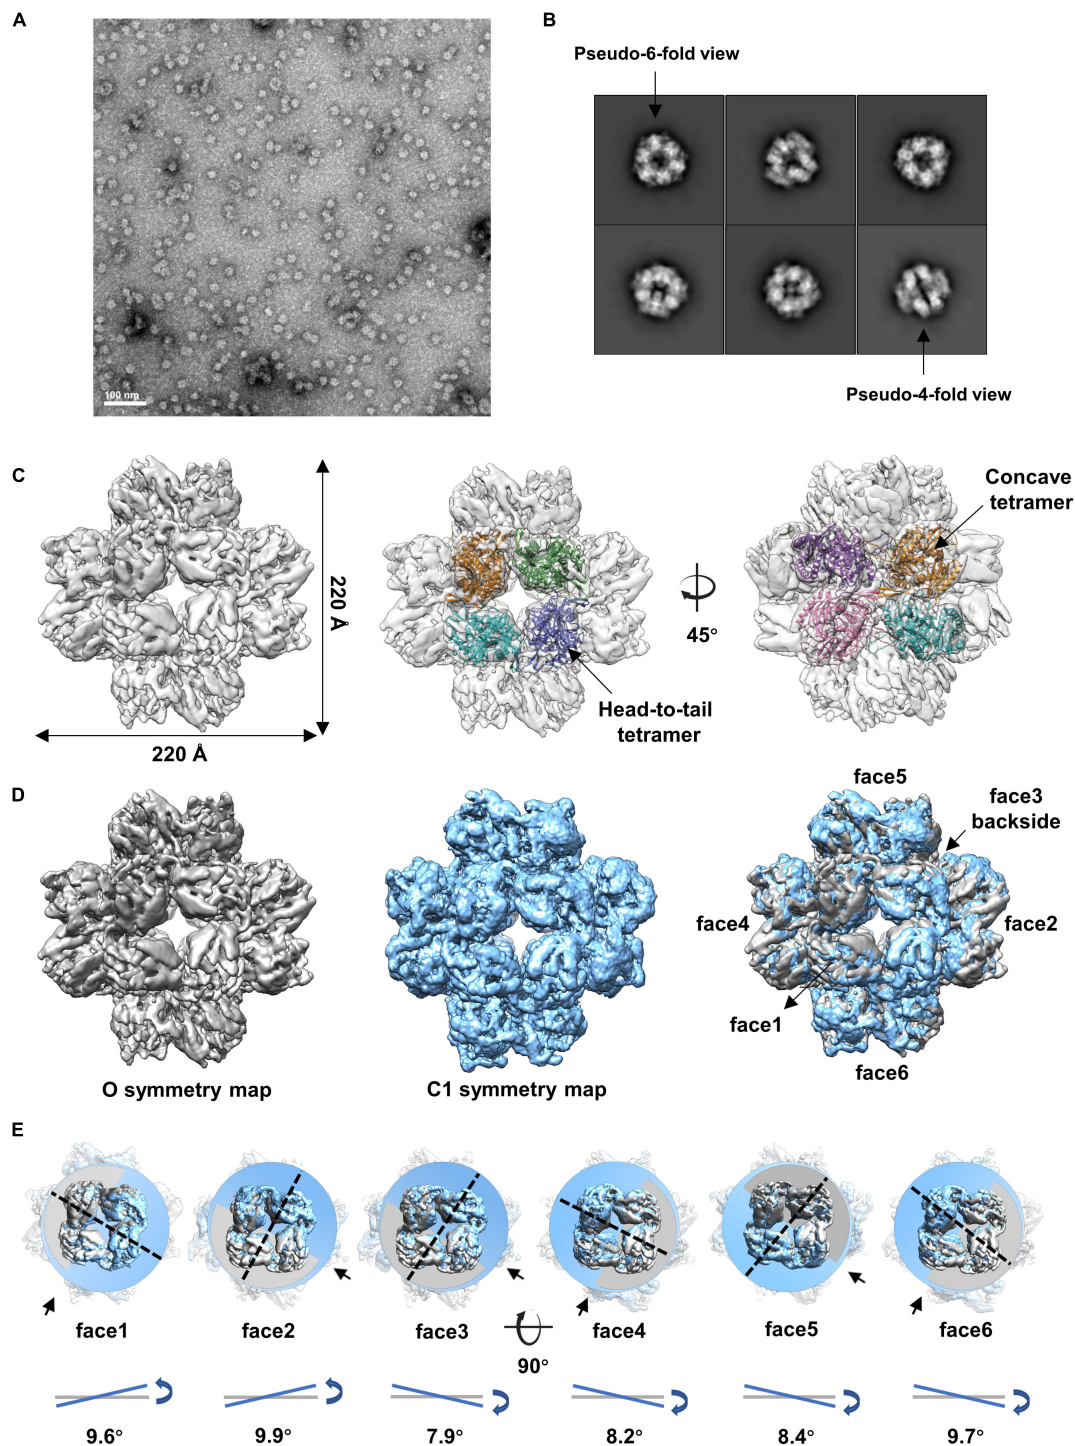 A
B
Pseudo-6-fold view
100 nm
Pseudo-4-fold view
C
220 Å
220 Å
Head-to-tail
tetramer
45°
Concave
tetramer
D
O symmetry map
C1 symmetry map
face5
face3
backside
face4
face2
face1
face6
E
face1
face2
face3
face4
face5
face6
90°
9.6°
9.9°
7.9°
8.2°
8.4°
9.7°